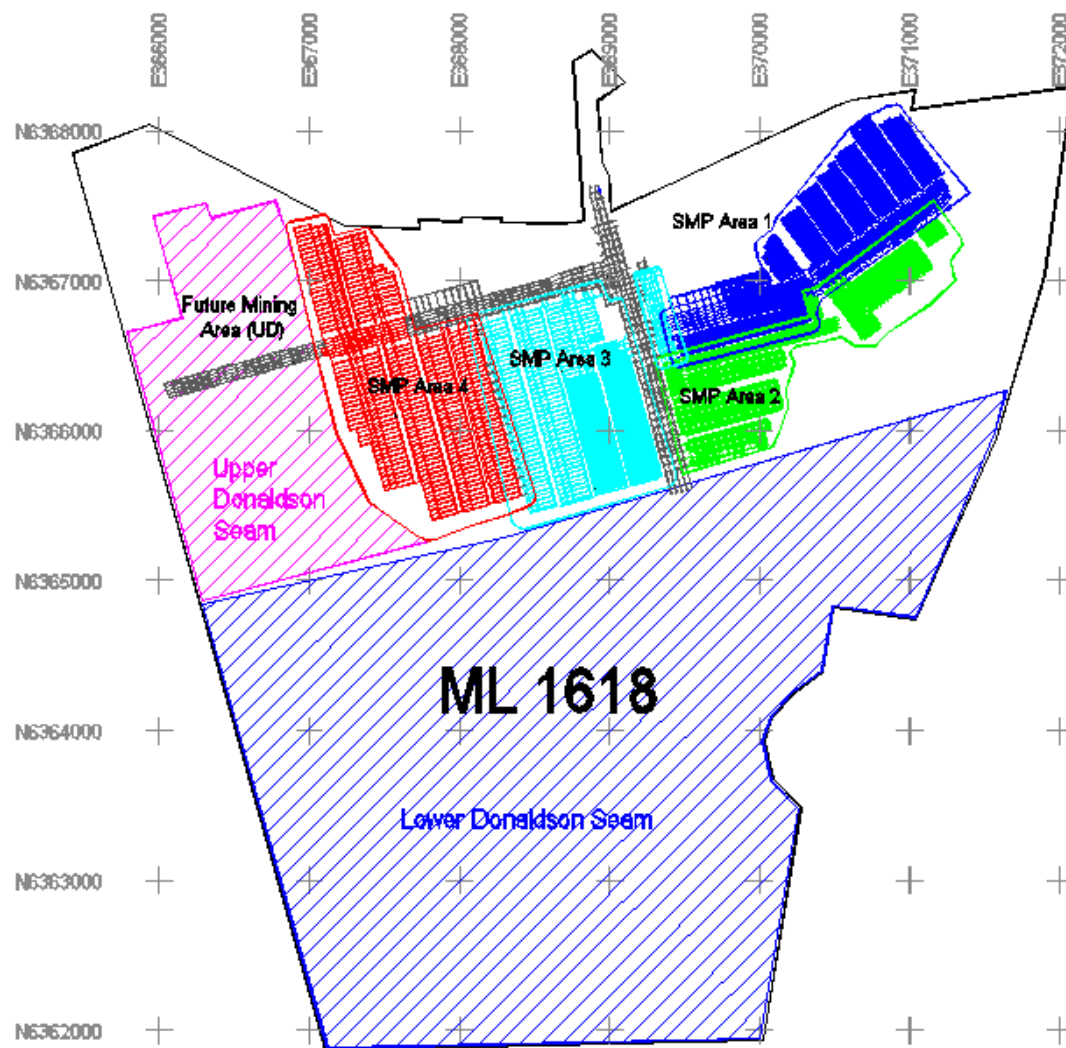 E366000
E367000
E368000
E369000
E370000
E371000
E372000
N6368000
SMP Area 1
N6367000
Future Mining
Area (UD)
SMP Area 3
SMP Area 4
SMP Area 2
N6366000
Upper
Donaldson
Seam
N6365000
ML 1618
N6364000
Lower Donaldson Seam
N6363000
N6362000